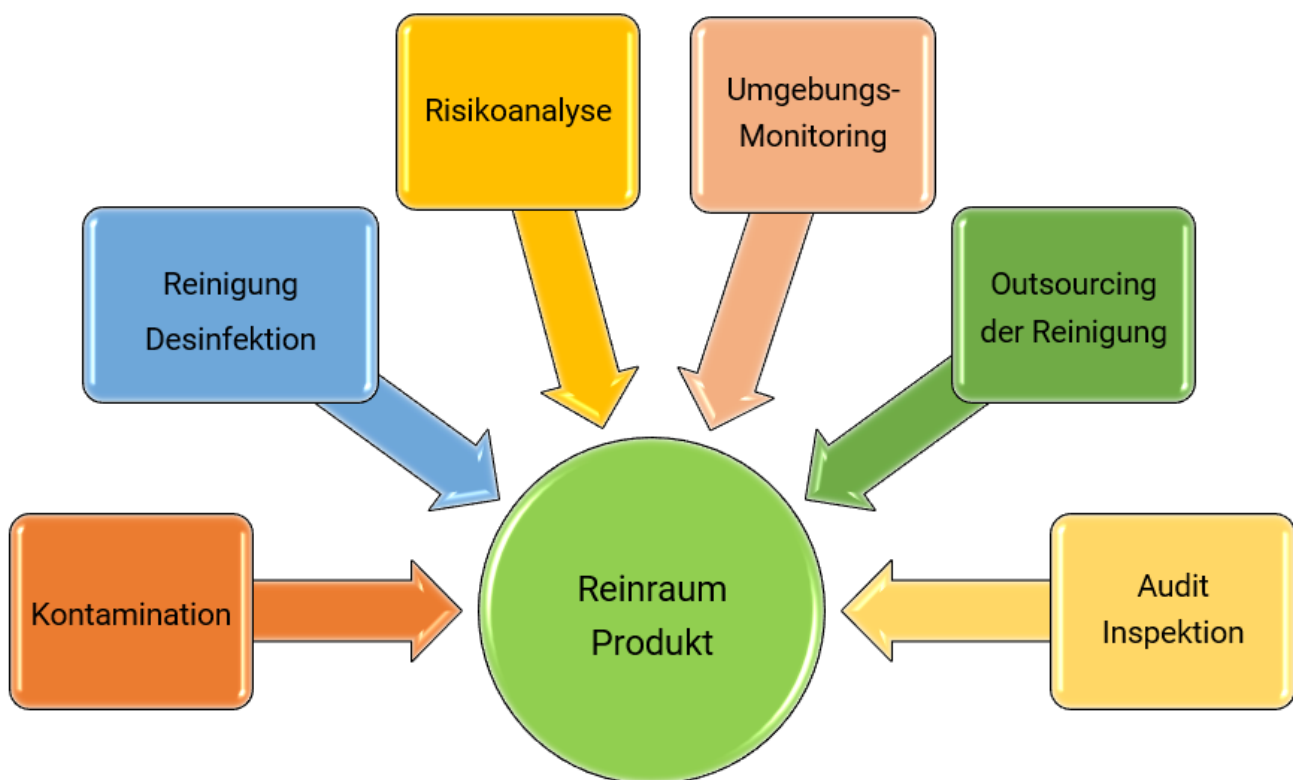 Risikoanalyse
Umgebungs-
Monitoring
Reinigung
Desinfektion
Outsourcing
der Reinigung
Kontamination
Reinraum
Produkt
Audit
Inspektion